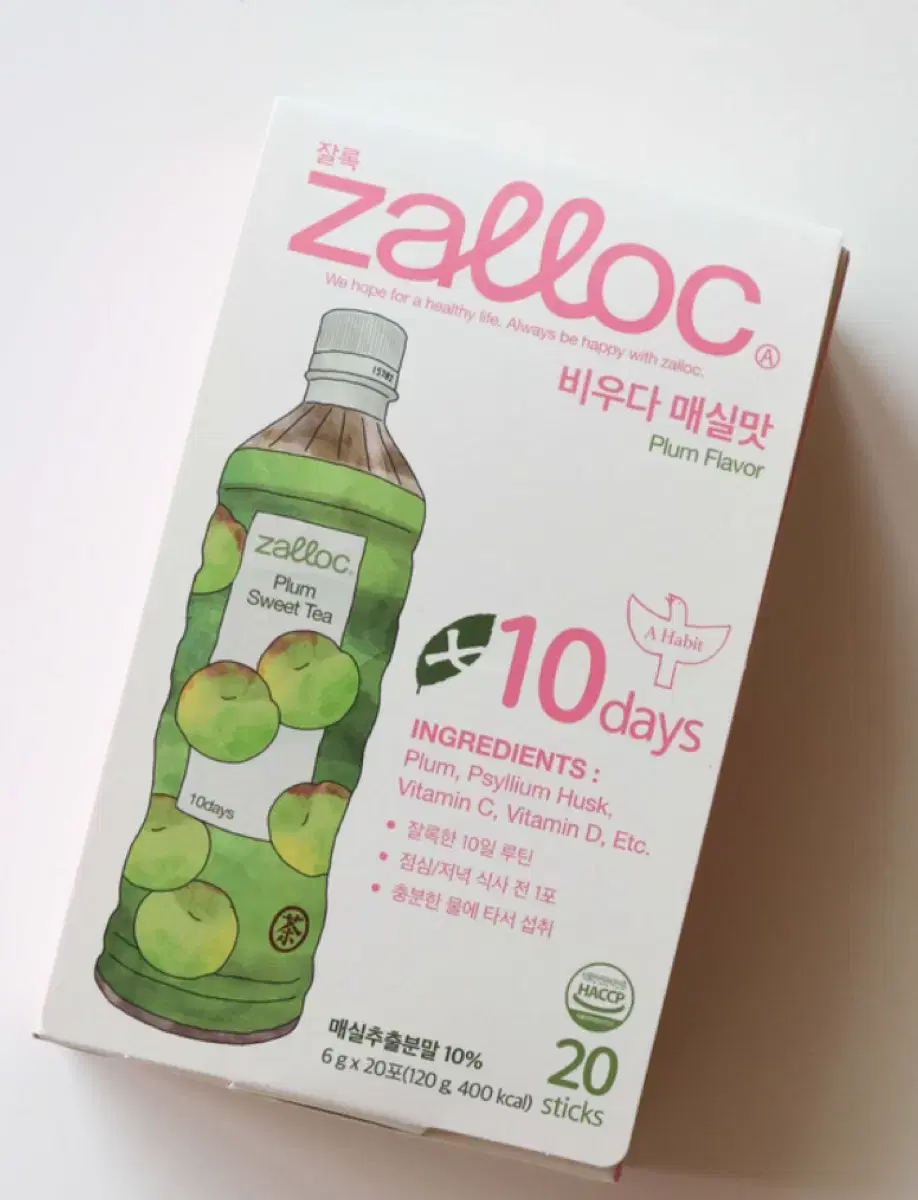 잘록
zalloc
We hope for a healthy life. Always be happy with zalloc.
A
비우다 매실맛
Plum Flavor
zalloc
Plum
Sweet Tea
10days
茶
10days
A Habit
INGREDIENTS :
Plum, Psyllium Husk,
Vitamin C, Vitamin D, Etc.
• 잘록한 10일 루틴
• 점심/저녁 식사 전 1포
• 충분한 물에 타서 섭취
HACCP
매실추출분말 10%
6 g x 20포(120 g, 400 kcal)
20
sticks